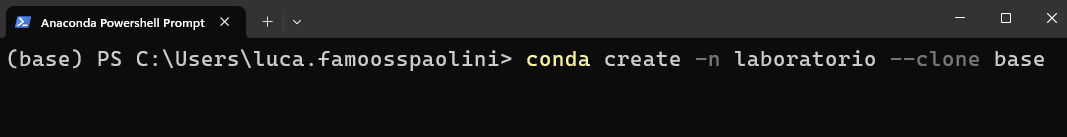 Anaconda Powershell Prompt
(base) PS C:\Users\luca.famoosspaolini> conda create -n laboratorio --clone base